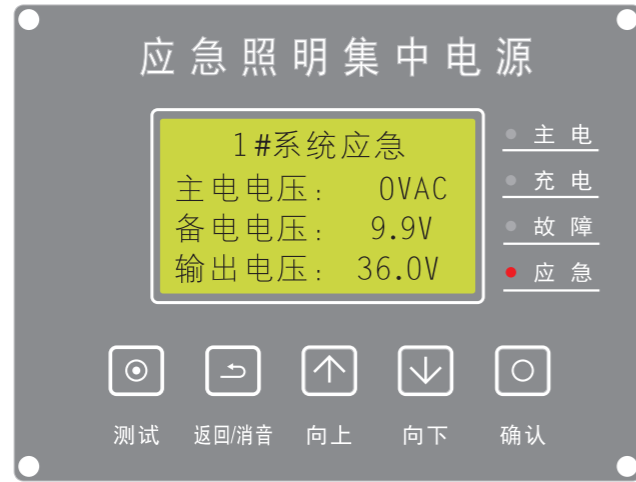 应急照明集中电源
1#系统应急
主电电压： 0VAC
备电电压： 9.9V
输出电压： 36.0V
主电
充电
故障
应急
测试 返回/消音 向上 向下 确认